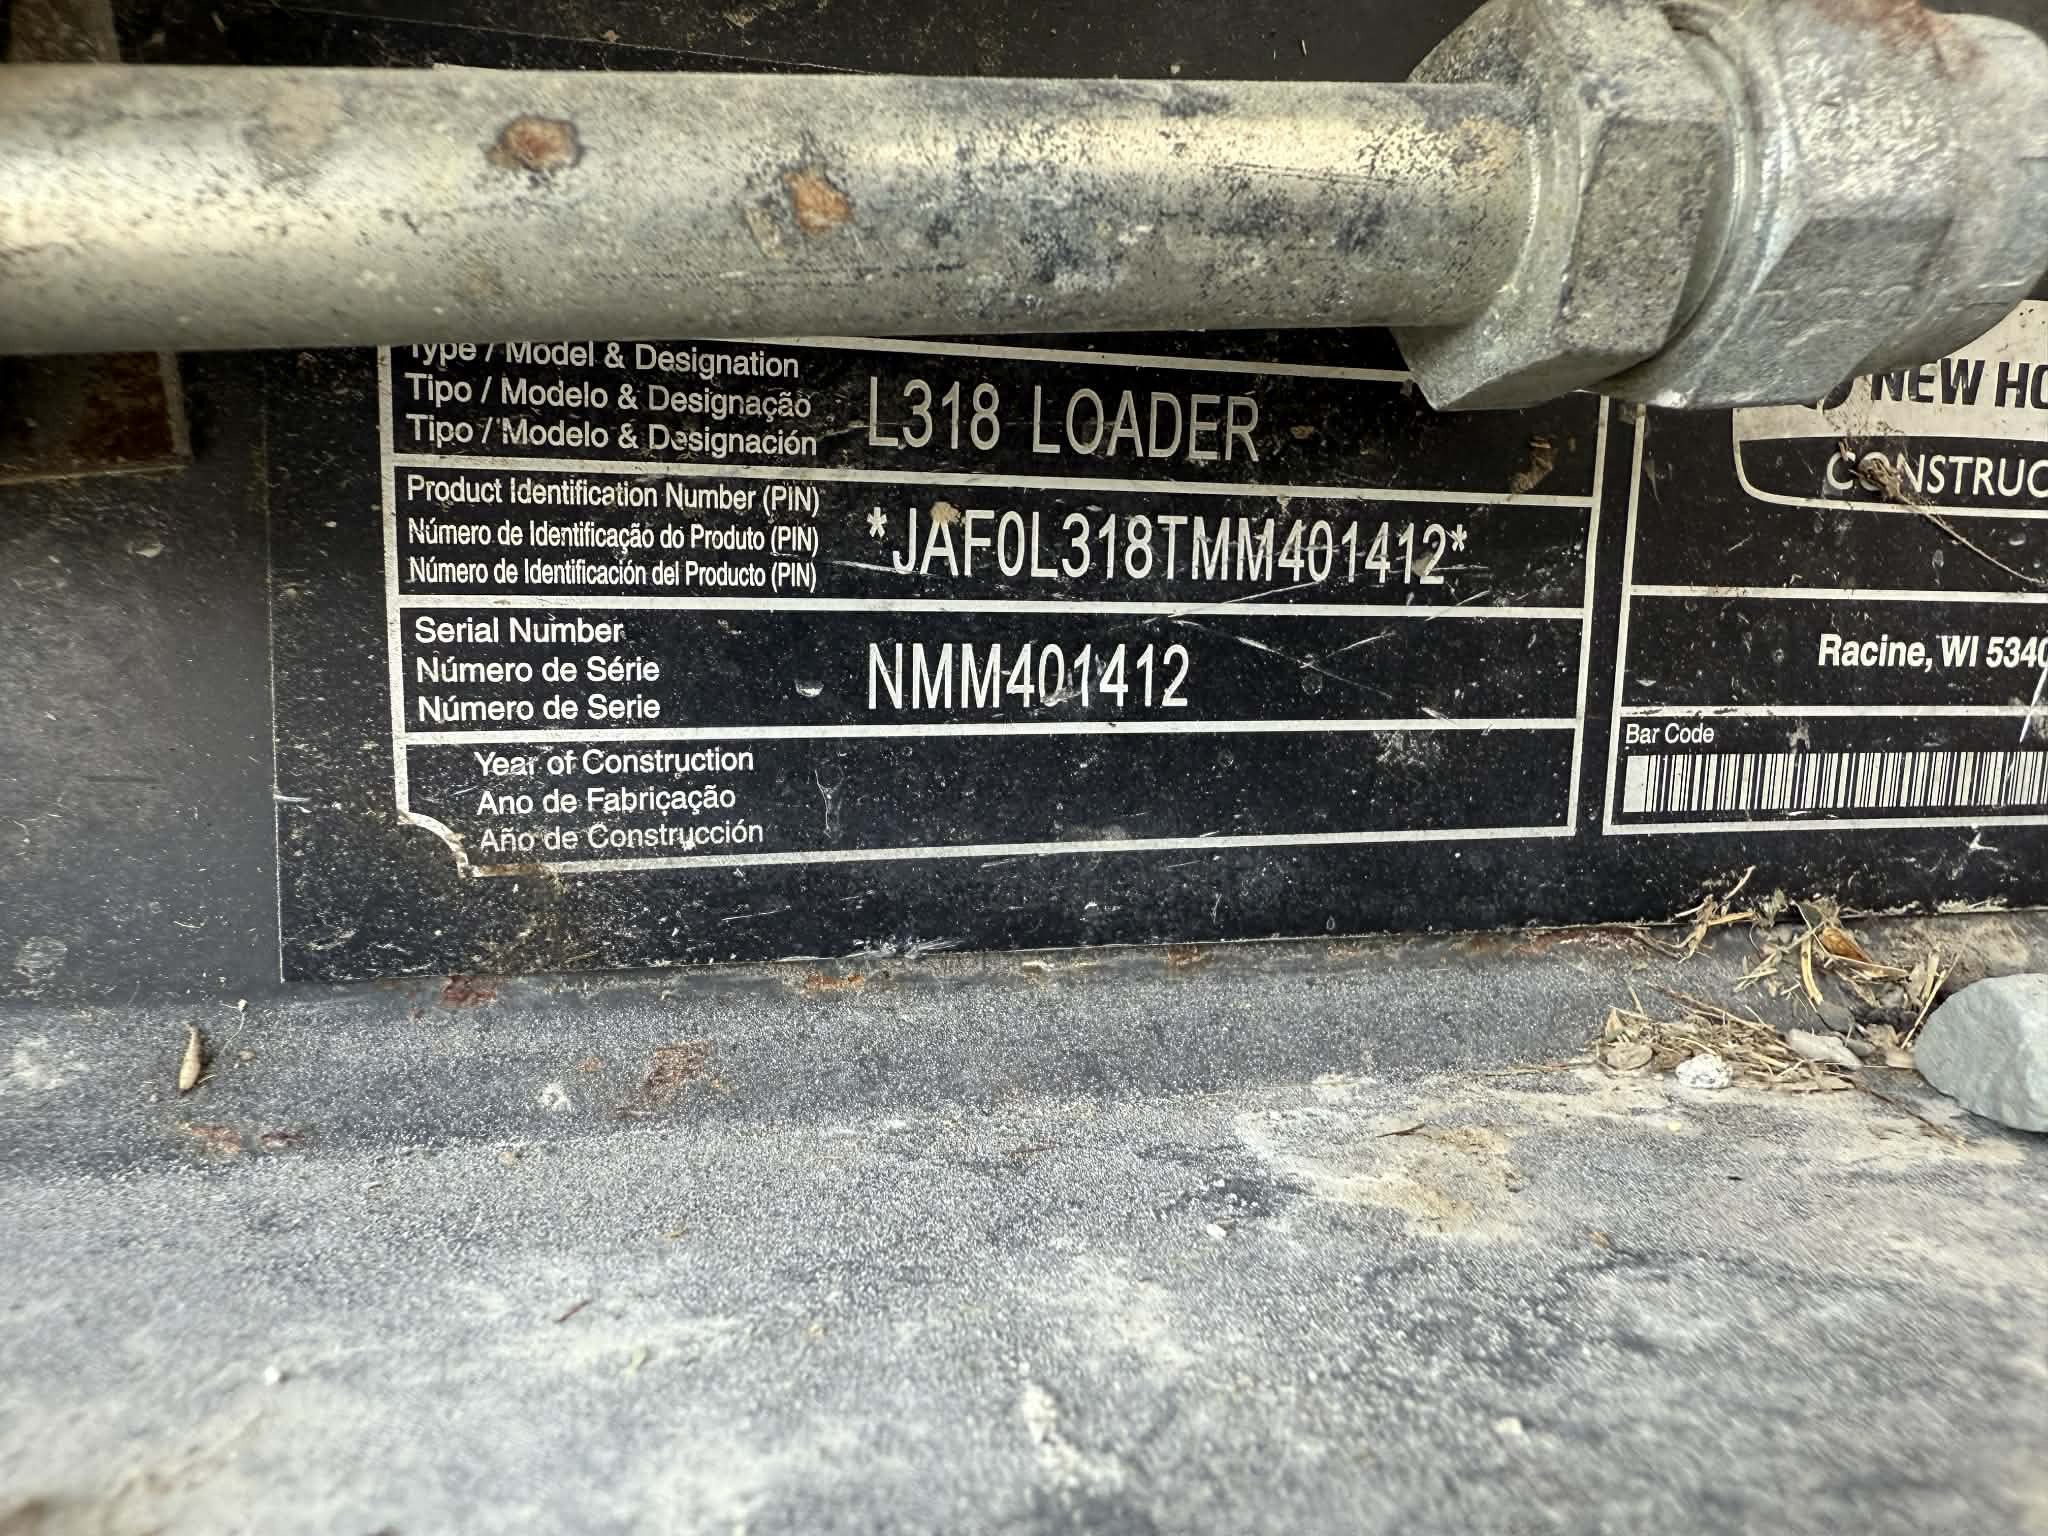 Type / Model & Designation
Tipo / Modelo & Designação
Tipo / Modelo & Designación
L318 LOADER
Product Identification Number (PIN)
Número de Identificação do Produto (PIN)
Número de Identificación del Producto (PIN)
*JAF0L318TMM401412*
Serial Number
Número de Série
Número de Serie
NMM401412
Year of Construction
Ano de Fabricação
Año de Construcción
NEW HO
CONSTRUC
Racine, WI 5340
Bar Code